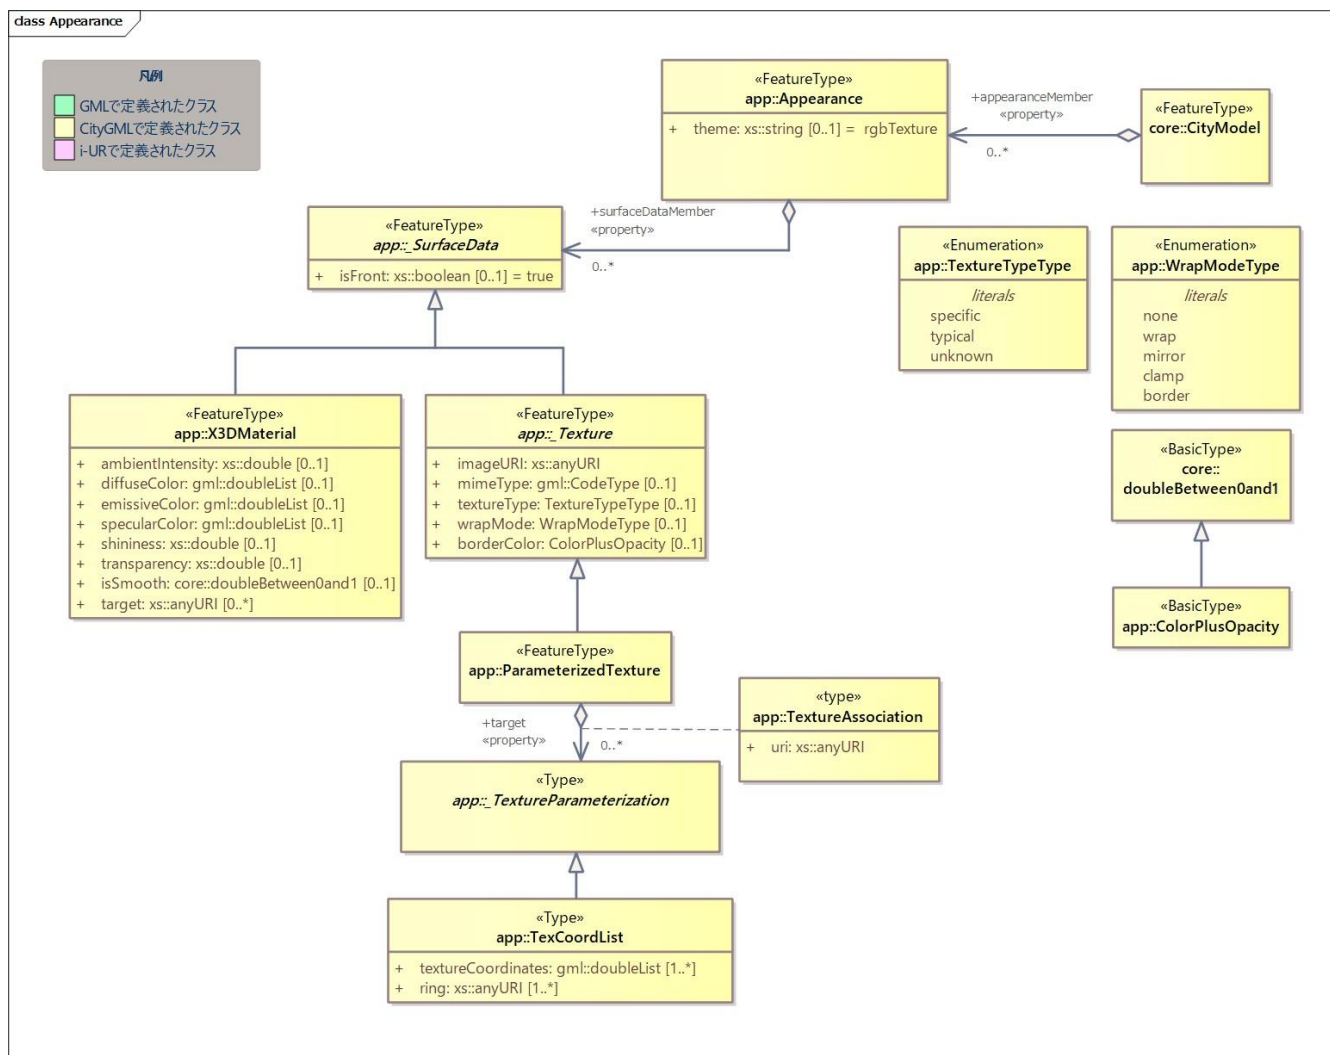 class Appearance
凡例
GMLで定義されたクラス
CityGMLで定義されたクラス
i-URで定義されたクラス
«FeatureType»
app::Appearance
+ theme: xs::string [0..1] = rgbTexture
+appearanceMember
«property»
0..*
«FeatureType»
core::CityModel
+surfaceDataMember
«property»
0..*
«FeatureType»
app::_SurfaceData
+ isFront: xs::boolean [0..1] = true
«Enumeration»
app::TextureTypeType
literals
specific
typical
unknown
«Enumeration»
app::WrapModeType
literals
none
wrap
mirror
clamp
border
«FeatureType»
app::X3DMaterial
+ ambientIntensity: xs::double [0..1]
+ diffuseColor: gml::doubleList [0..1]
+ emissiveColor: gml::doubleList [0..1]
+ specularColor: gml::doubleList [0..1]
+ shininess: xs::double [0..1]
+ transparency: xs::double [0..1]
+ isSmooth: core::doubleBetween0and1 [0..1]
+ target: xs::anyURI [0..*]
«FeatureType»
app::_Texture
+ imageURI: xs::anyURI
+ mimeType: gml::CodeType [0..1]
+ textureType: TextureTypeType [0..1]
+ wrapMode: WrapModeType [0..1]
+ borderColor: ColorPlusOpacity [0..1]
«BasicType»
core::
doubleBetween0and1
«BasicType»
app::ColorPlusOpacity
«FeatureType»
app::ParameterizedTexture
+target
«property»
0..*
«type»
app::TextureAssociation
+ uri: xs::anyURI
«Type»
app::_TextureParameterization
«Type»
app::TexCoordList
+ textureCoordinates: gml::doubleList [1..*]
+ ring: xs::anyURI [1..*]